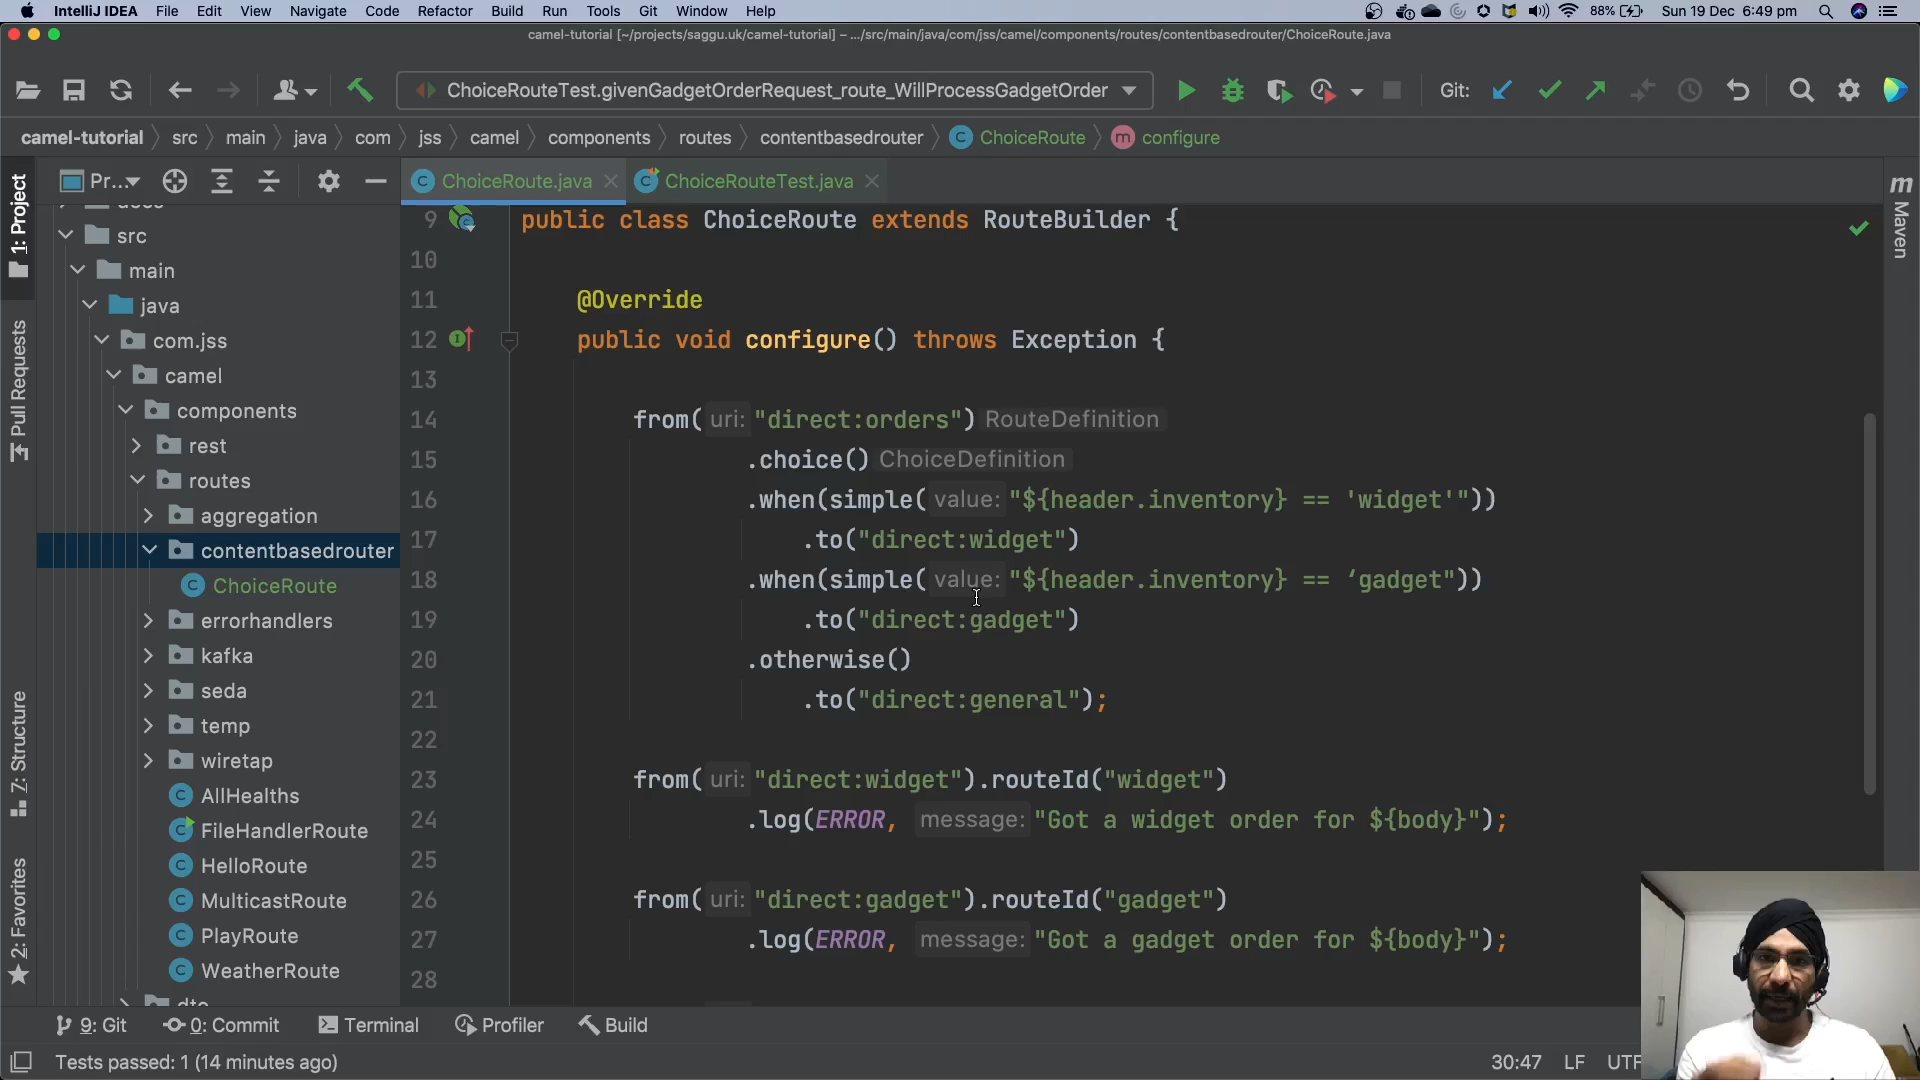 IntelliJ IDEA File Edit View Navigate Code Refactor Build Run Tools Git Window Help 88% Sun 19 Dec 6:49 pm
camel-tutorial [~/projects/saggu.uk/camel-tutorial] – .../src/main/java/com/jss/camel/components/routes/contentbasedrouter/ChoiceRoute.java
ChoiceRouteTest.givenGadgetOrderRequest_route_WillProcessGadgetOrder Git:
camel-tutorial src main java com jss camel components routes contentbasedrouter C ChoiceRoute m configure
Pr... C ChoiceRoute.java C ChoiceRouteTest.java
1: Project
Pull Requests
Z: Structure
2: Favorites
m Maven
src
main
java
com.jss
camel
components
rest
routes
aggregation
contentbasedrouter
C ChoiceRoute
errorhandlers
kafka
seda
temp
wiretap
C AllHealths
C FileHandlerRoute
C HelloRoute
C MulticastRoute
C PlayRoute
C WeatherRoute
9 public class ChoiceRoute extends RouteBuilder {
10
11 @Override
12 public void configure() throws Exception {
13
14 from( uri: "direct:orders") RouteDefinition
15 .choice() ChoiceDefinition
16 .when(simple( value: "${header.inventory} == 'widget'"))
17 .to("direct:widget")
18 .when(simple( value: "${header.inventory} == ‘gadget"))
19 .to("direct:gadget")
20 .otherwise()
21 .to("direct:general");
22
23 from( uri: "direct:widget").routeId("widget")
24 .log(ERROR, message: "Got a widget order for ${body}");
25
26 from( uri: "direct:gadget").routeId("gadget")
27 .log(ERROR, message: "Got a gadget order for ${body}");
28
9: Git 0: Commit Terminal Profiler Build
Tests passed: 1 (14 minutes ago) 30:47 LF UTF